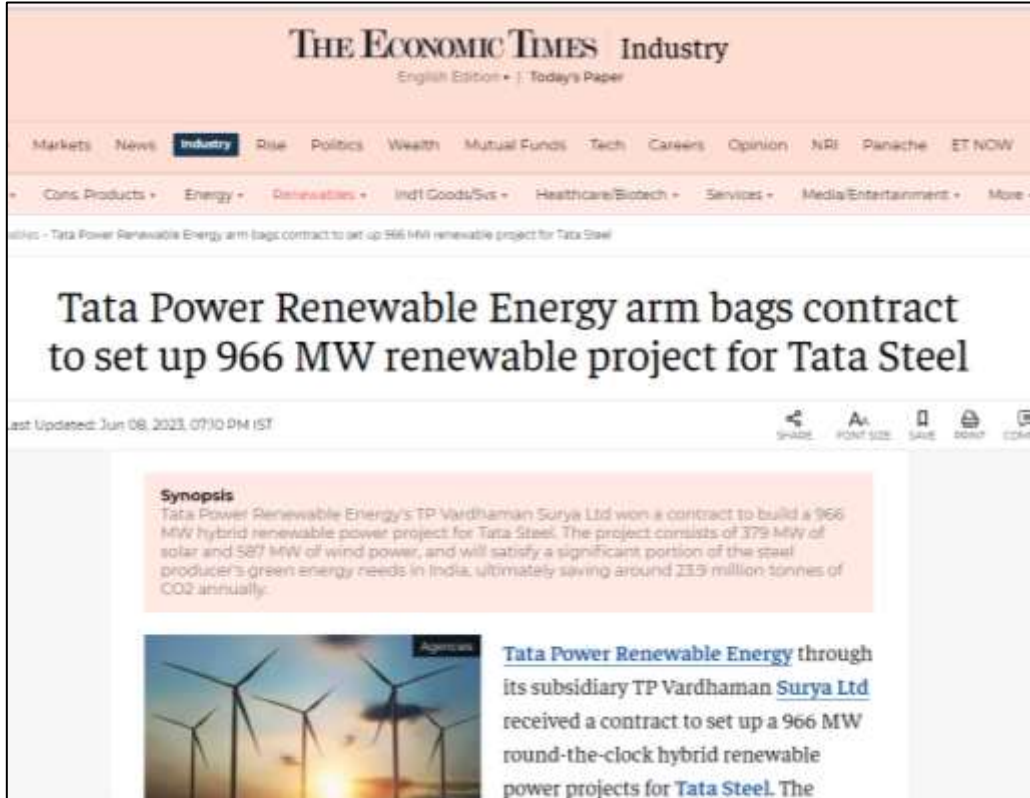 THE ECONOMIC TIMES | Industry
English Edition | Today's Paper
Markets News Industry Rise Politics Wealth Mutual Funds Tech Careers Opinion NRI Panache ET NOW
Cons. Products Energy Renewables Ind'l Goods/Svs Healthcare/Biotech Services Media/Entertainment More
Tata Power Renewable Energy arm bags contract to set up 966 MW renewable project for Tata Steel
Tata Power Renewable Energy arm bags contract
to set up 966 MW renewable project for Tata Steel
Last Updated: Jun 08, 2023, 07:10 PM IST
SHARE FONT SIZE SAVE PRINT
Synopsis
Tata Power Renewable Energy's TP Vardhaman Surya Ltd won a contract to build a 966
MW hybrid renewable power project for Tata Steel. The project consists of 379 MW of
solar and 587 MW of wind power, and will satisfy a significant portion of the steel
producer's green energy needs in India, ultimately saving around 23.9 million tonnes of
CO2 annually.
Agencies
Tata Power Renewable Energy through
its subsidiary TP Vardhaman Surya Ltd
received a contract to set up a 966 MW
round-the-clock hybrid renewable
power projects for Tata Steel. The